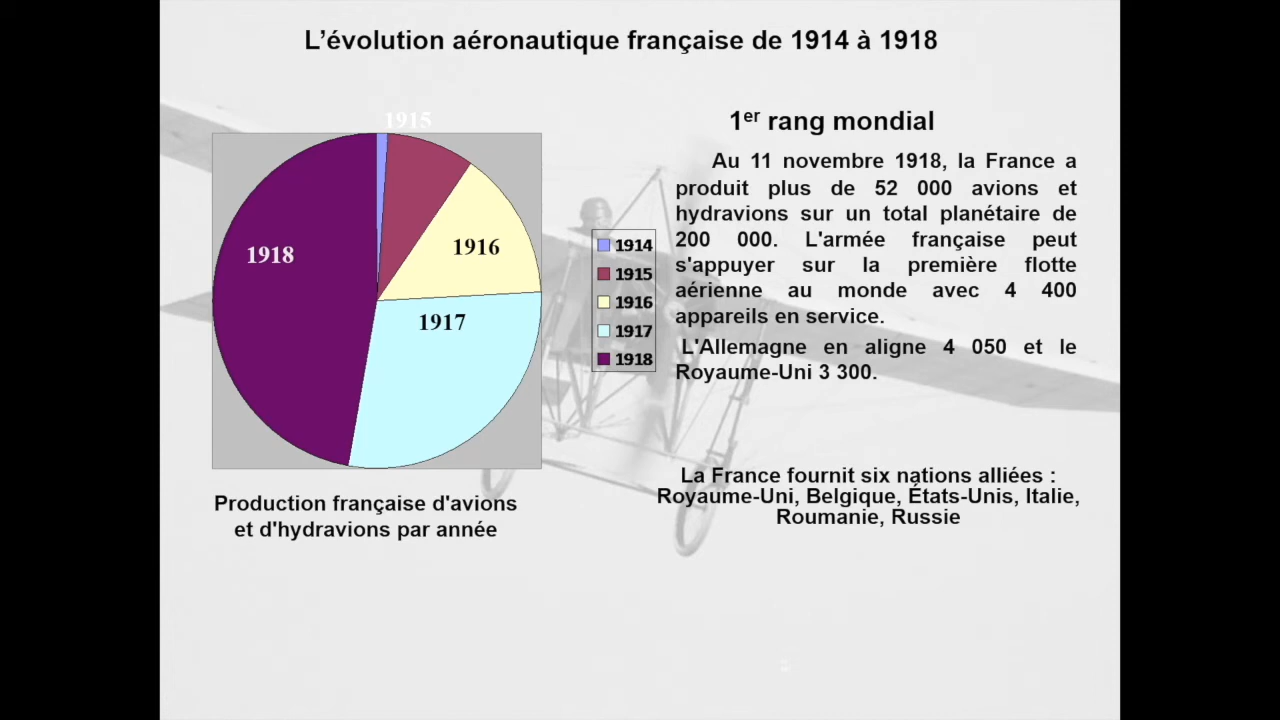 L’évolution aéronautique française de 1914 à 1918
1915
1918
1916
1917
1914
1915
1916
1917
1918
Production française d'avions
et d'hydravions par année
1er rang mondial
Au 11 novembre 1918, la France a
produit plus de 52 000 avions et
hydravions sur un total planétaire de
200 000. L'armée française peut
s'appuyer sur la première flotte
aérienne au monde avec 4 400
appareils en service.
L'Allemagne en aligne 4 050 et le
Royaume-Uni 3 300.
La France fournit six nations alliées :
Royaume-Uni, Belgique, États-Unis, Italie,
Roumanie, Russie